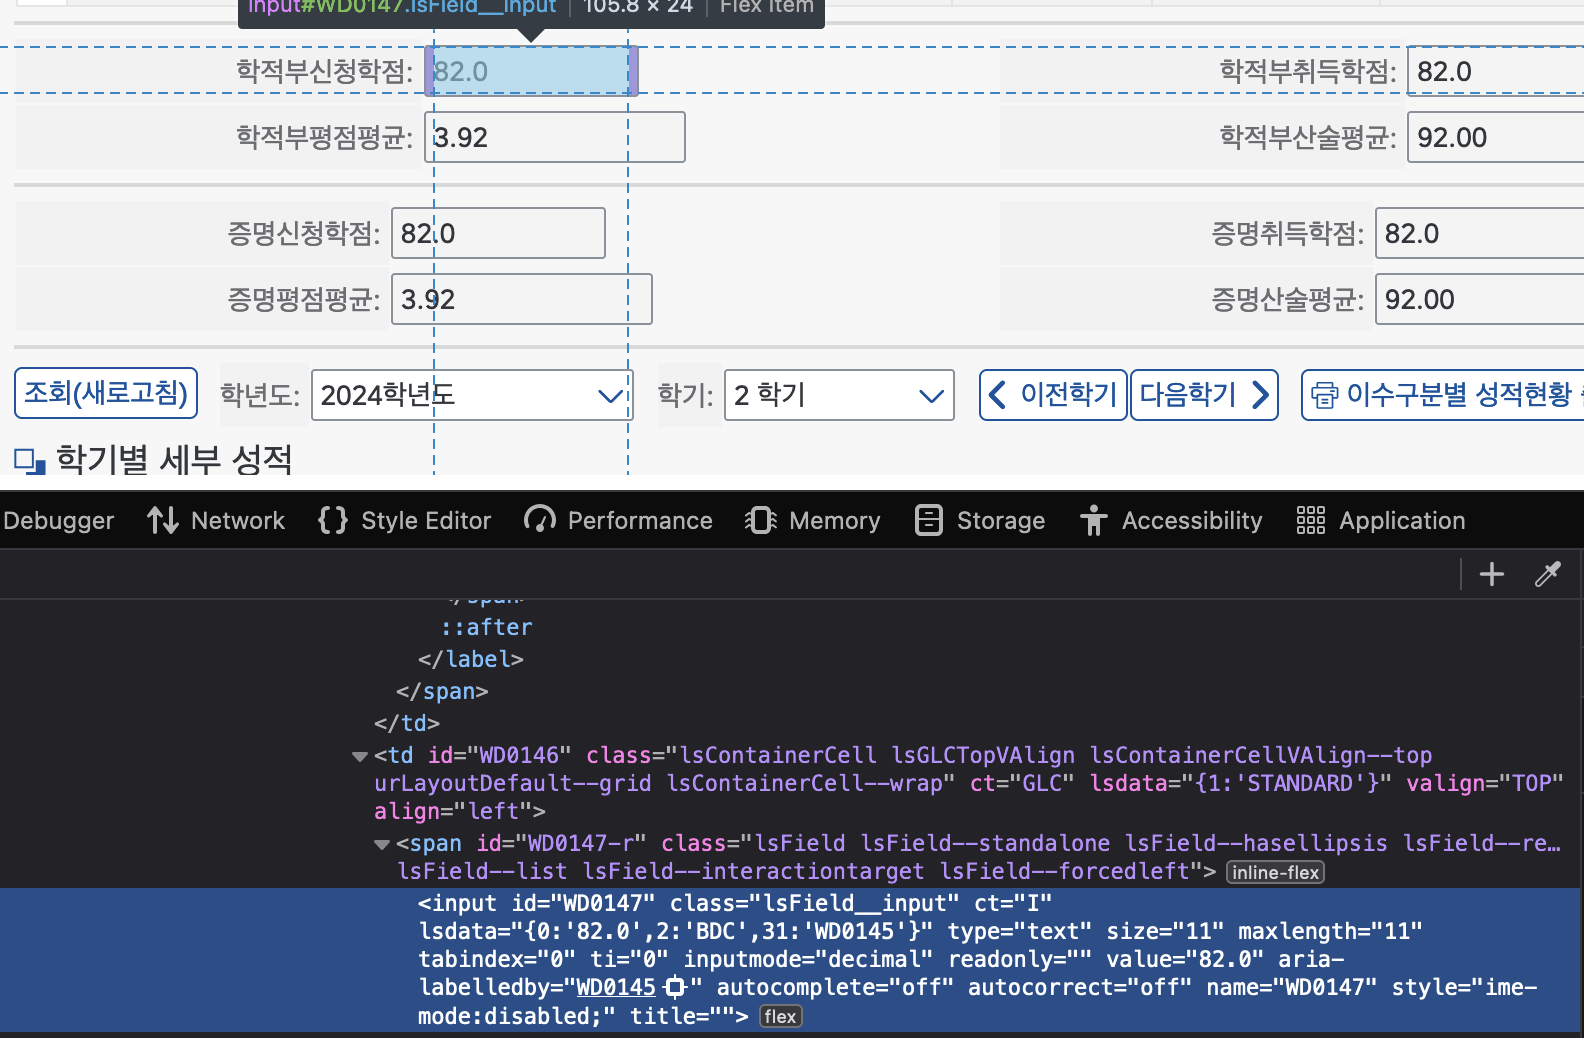 input#WD0147.lsField__input 105.8 × 24 Flex Item
학적부신청학점: 82.0 학적부취득학점: 82.0
학적부평점평균: 3.92 학적부산술평균: 92.00
증명신청학점: 82.0 증명취득학점: 82.0
증명평점평균: 3.92 증명산술평균: 92.00
조회(새로고침) 학년도: 2024학년도 학기: 2 학기 이전학기 다음학기 이수구분별 성적현황
학기별 세부 성적
Debugger Network Style Editor Performance Memory Storage Accessibility Application
</span>
::after
</label>
</span>
</td>
<td id="WD0146" class="lsContainerCell lsGLCTopVAlign lsContainerCellVAlign--top
urLayoutDefault--grid lsContainerCell--wrap" ct="GLC" lsdata="{1:'STANDARD'}" valign="TOP"
align="left">
<span id="WD0147-r" class="lsField lsField--standalone lsField--hasellipsis lsField--re…
lsField--list lsField--interactiontarget lsField--forcedleft"> inline-flex
<input id="WD0147" class="lsField__input" ct="I"
lsdata="{0:'82.0',2:'BDC',31:'WD0145'}" type="text" size="11" maxlength="11"
tabindex="0" ti="0" inputmode="decimal" readonly="" value="82.0" aria-
labelledby="WD0145" autocomplete="off" autocorrect="off" name="WD0147" style="ime-
mode:disabled;" title=""> flex